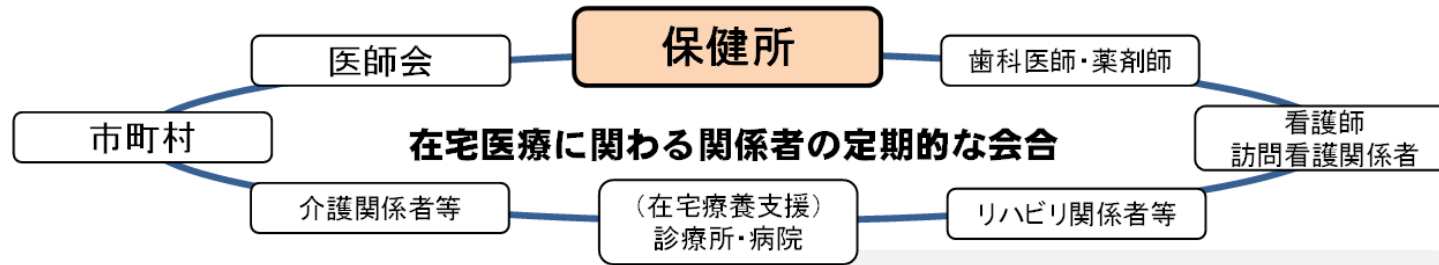 保健所
医師会
歯科医師・薬剤師
市町村
在宅医療に関わる関係者の定期的な会合
看護師
訪問看護関係者
介護関係者等
（在宅療養支援）
診療所・病院
リハビリ関係者等